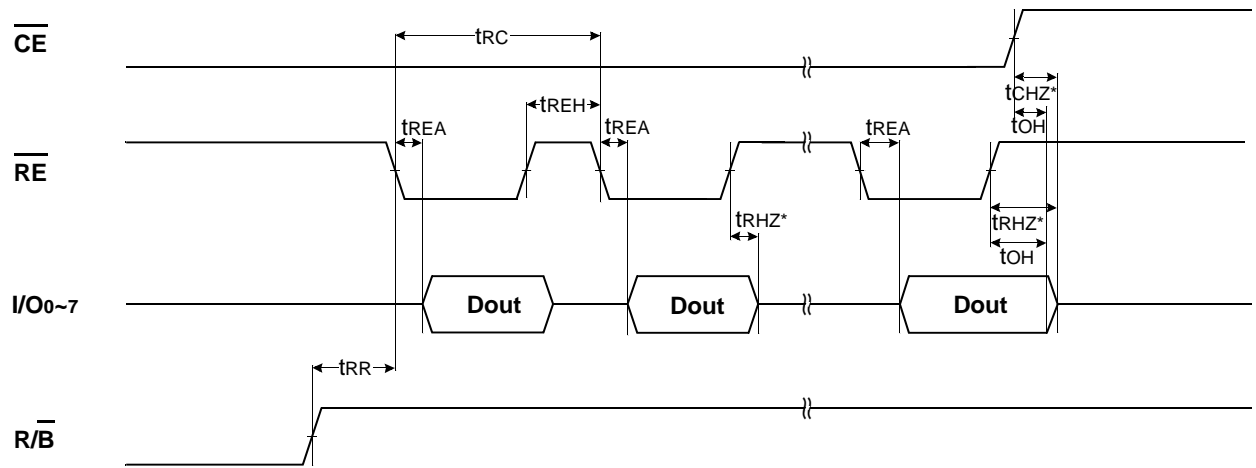 CE
tRC
tCHZ*
tREH
tOH
tREA
tREA
tREA
RE
tRHZ*
tRHZ*
tOH
I/O0~7
Dout
Dout
Dout
tRR
R/B